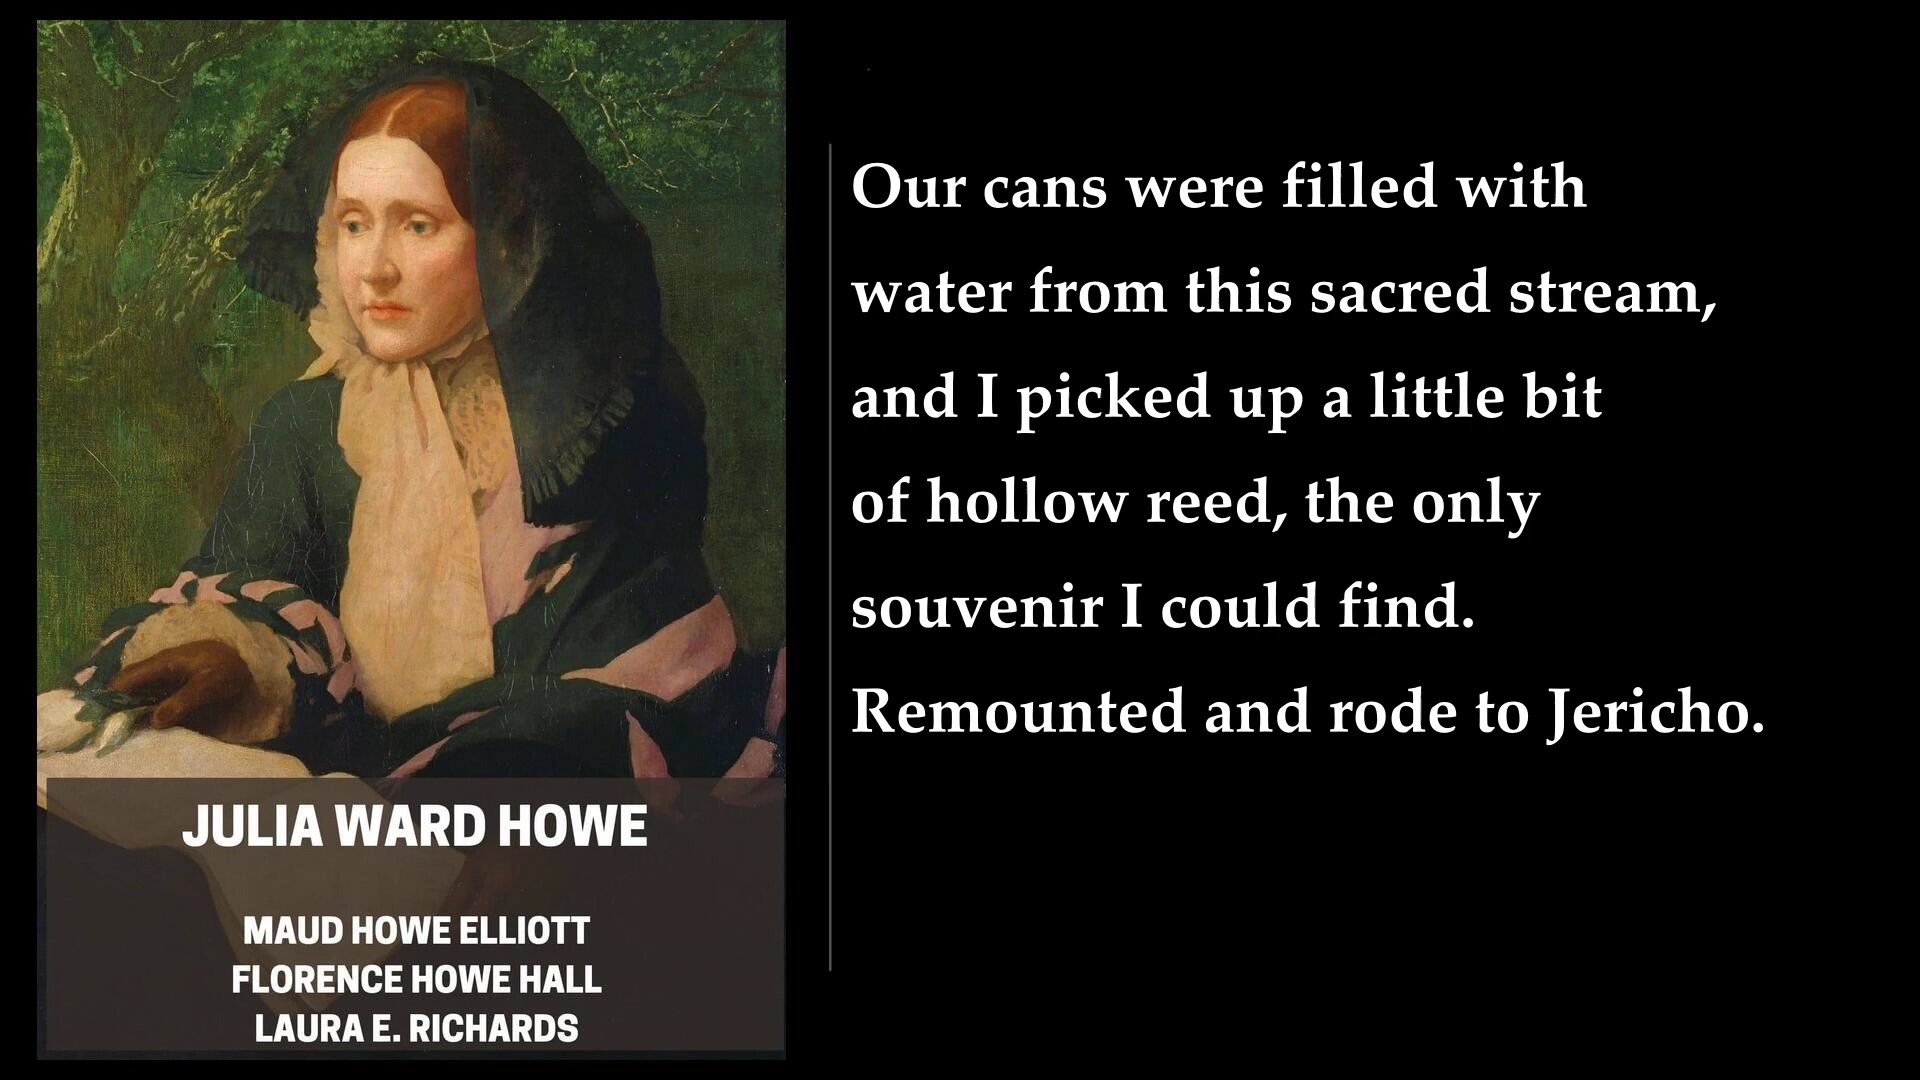 JULIA WARD HOWE
MAUD HOWE ELLIOTT
FLORENCE HOWE HALL
LAURA E. RICHARDS
Our cans were filled with
water from this sacred stream,
and I picked up a little bit
of hollow reed, the only
souvenir I could find.
Remounted and rode to Jericho.